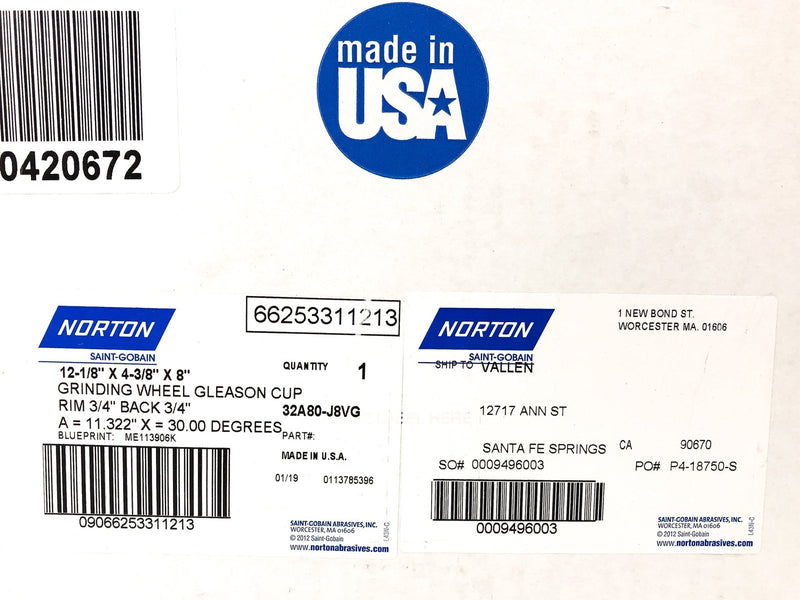 made in
USA
0420672
NORTON
SAINT-GOBAIN
66253311213
12-1/8" X 4-3/8" X 8"
QUANTITY 1
GRINDING WHEEL GLEASON CUP
RIM 3/4" BACK 3/4"
32A80-J8VG
A = 11.322" X = 30.00 DEGREES
BLUEPRINT: ME113906K
PART#:
MADE IN U.S.A.
01/19 0113785396
09066253311213
SAINT-GOBAIN ABRASIVES, INC.
WORCESTER, MA 01606
© 2012 Saint-Gobain
www.nortonabrasives.com
L43W-C
NORTON
SAINT-GOBAIN
1 NEW BOND ST.
WORCESTER MA. 01606
SHIP TO VALLEN
12717 ANN ST
SANTA FE SPRINGS CA 90670
SO# 0009496003 PO# P4-18750-S
0009496003
SAINT-GOBAIN ABRASIVES, INC.
WORCESTER, MA 01606
© 2012 Saint-Gobain
www.nortonabrasives.com